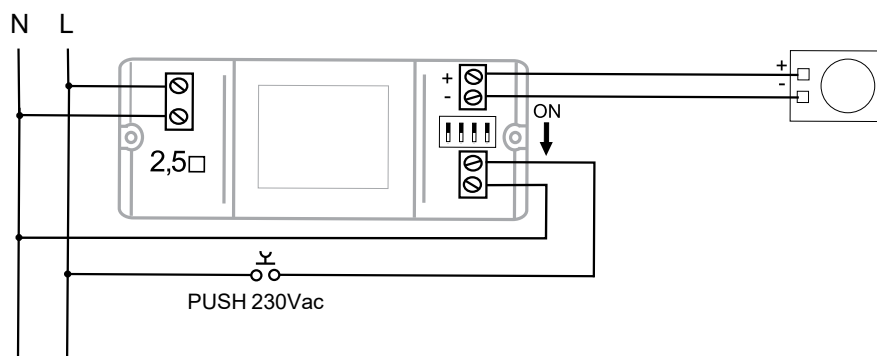 N L
+
-
+
-
ON
2,5□
PUSH 230Vac